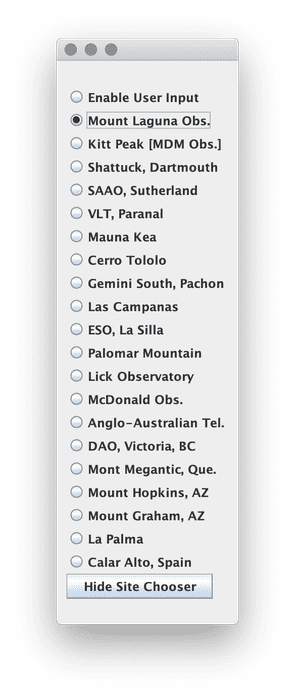 Enable User Input
Mount Laguna Obs.
Kitt Peak [MDM Obs.]
Shattuck, Dartmouth
SAAO, Sutherland
VLT, Paranal
Mauna Kea
Cerro Tololo
Gemini South, Pachon
Las Campanas
ESO, La Silla
Palomar Mountain
Lick Observatory
McDonald Obs.
Anglo-Australian Tel.
DAO, Victoria, BC
Mont Megantic, Que.
Mount Hopkins, AZ
Mount Graham, AZ
La Palma
Calar Alto, Spain
Hide Site Chooser